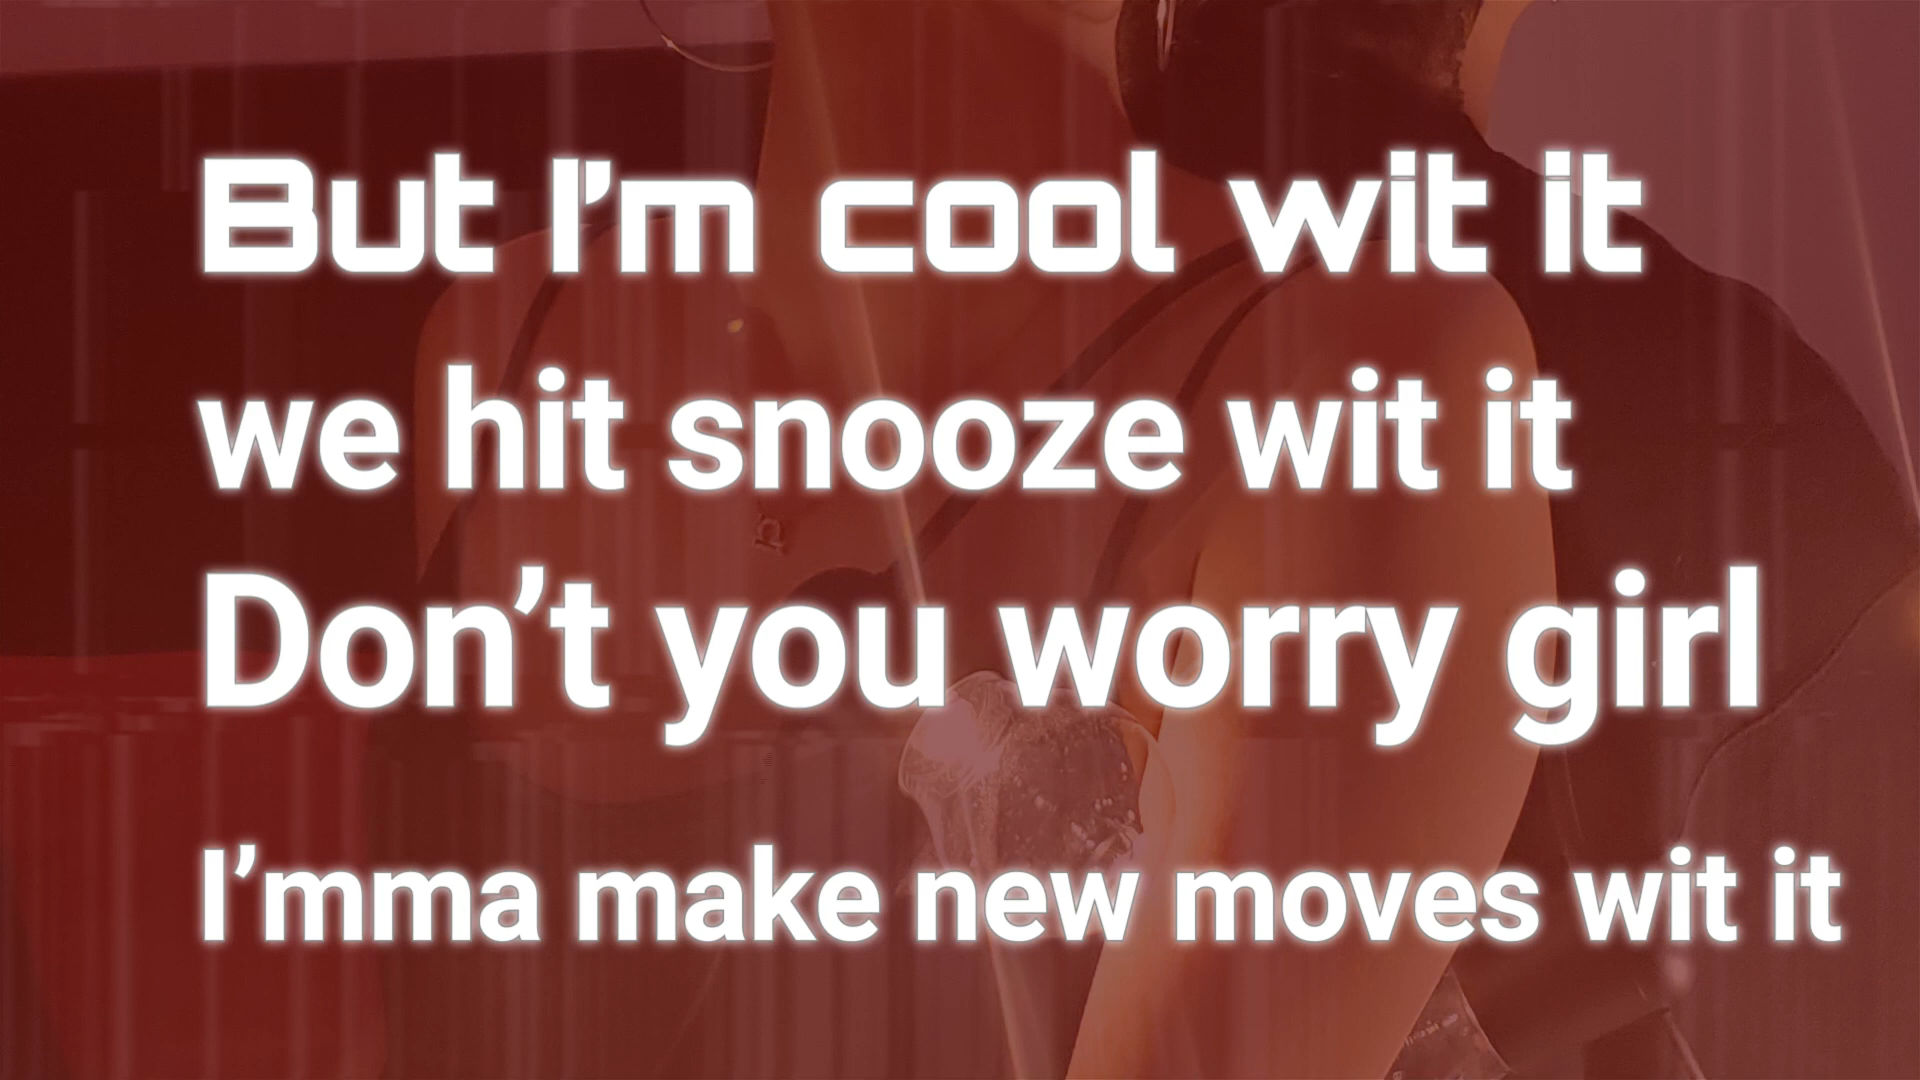 But I'm cool wit it
we hit snooze wit it
Don't you worry girl
I'mma make new moves wit it